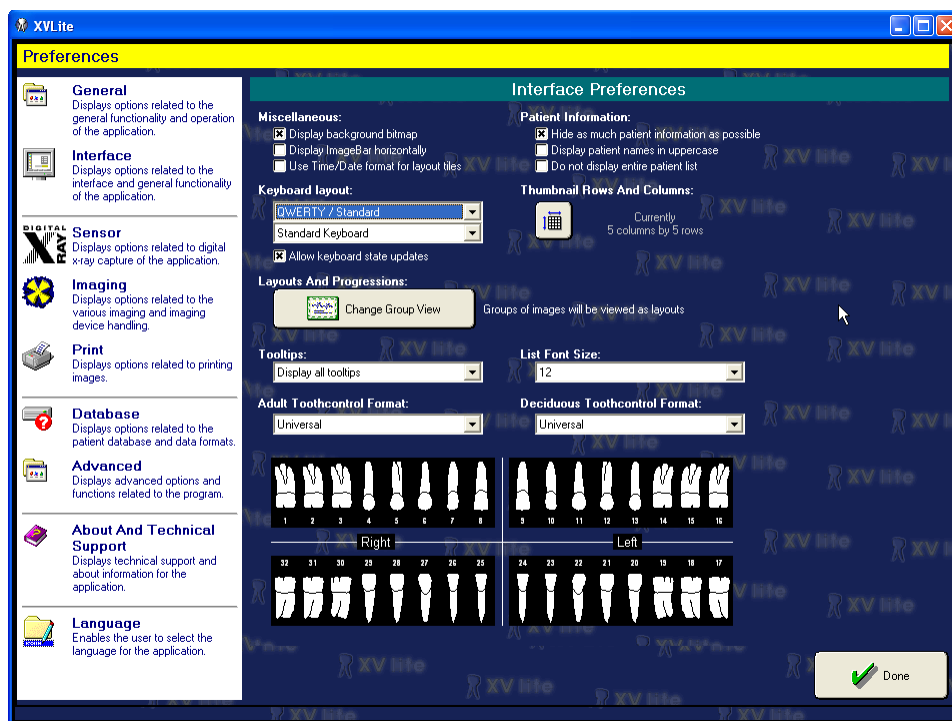 XVLite
Preferences
General
Displays options related to the
general functionality and operation
of the application.
Interface
Displays options related to the
interface and general functionality
of the application.
DIGITAL
X-RAY
Sensor
Displays options related to digital
x-ray capture of the application.
Imaging
Displays options related to the
various imaging and imaging
device handling.
Print
Displays options related to printing
images.
Database
Displays options related to the
patient database and data formats.
Advanced
Displays advanced options and
functions related to the program.
About And Technical
Support
Displays technical support and
about information for the
application.
Language
Enables the user to select the
language for the application.
Interface Preferences
Miscellaneous:
Display background bitmap
Display ImageBar horizontally
Use Time/Date format for layout tiles
Patient Information:
Hide as much patient information as possible
Display patient names in uppercase
Do not display entire patient list
Keyboard layout:
QWERTY / Standard
Standard Keyboard
Allow keyboard state updates
Thumbnail Rows And Columns:
Currently
5 columns by 5 rows
Layouts And Progressions:
Change Group View
Groups of images will be viewed as layouts
Tooltips:
Display all tooltips
List Font Size:
12
Adult Toothcontrol Format:
Universal
Deciduous Toothcontrol Format:
Universal
1 2 3 4 5 6 7 8 9 10 11 12 13 14 15 16
Right Left
32 31 30 29 28 27 26 25 24 23 22 21 20 19 18 17
XV lite
Done